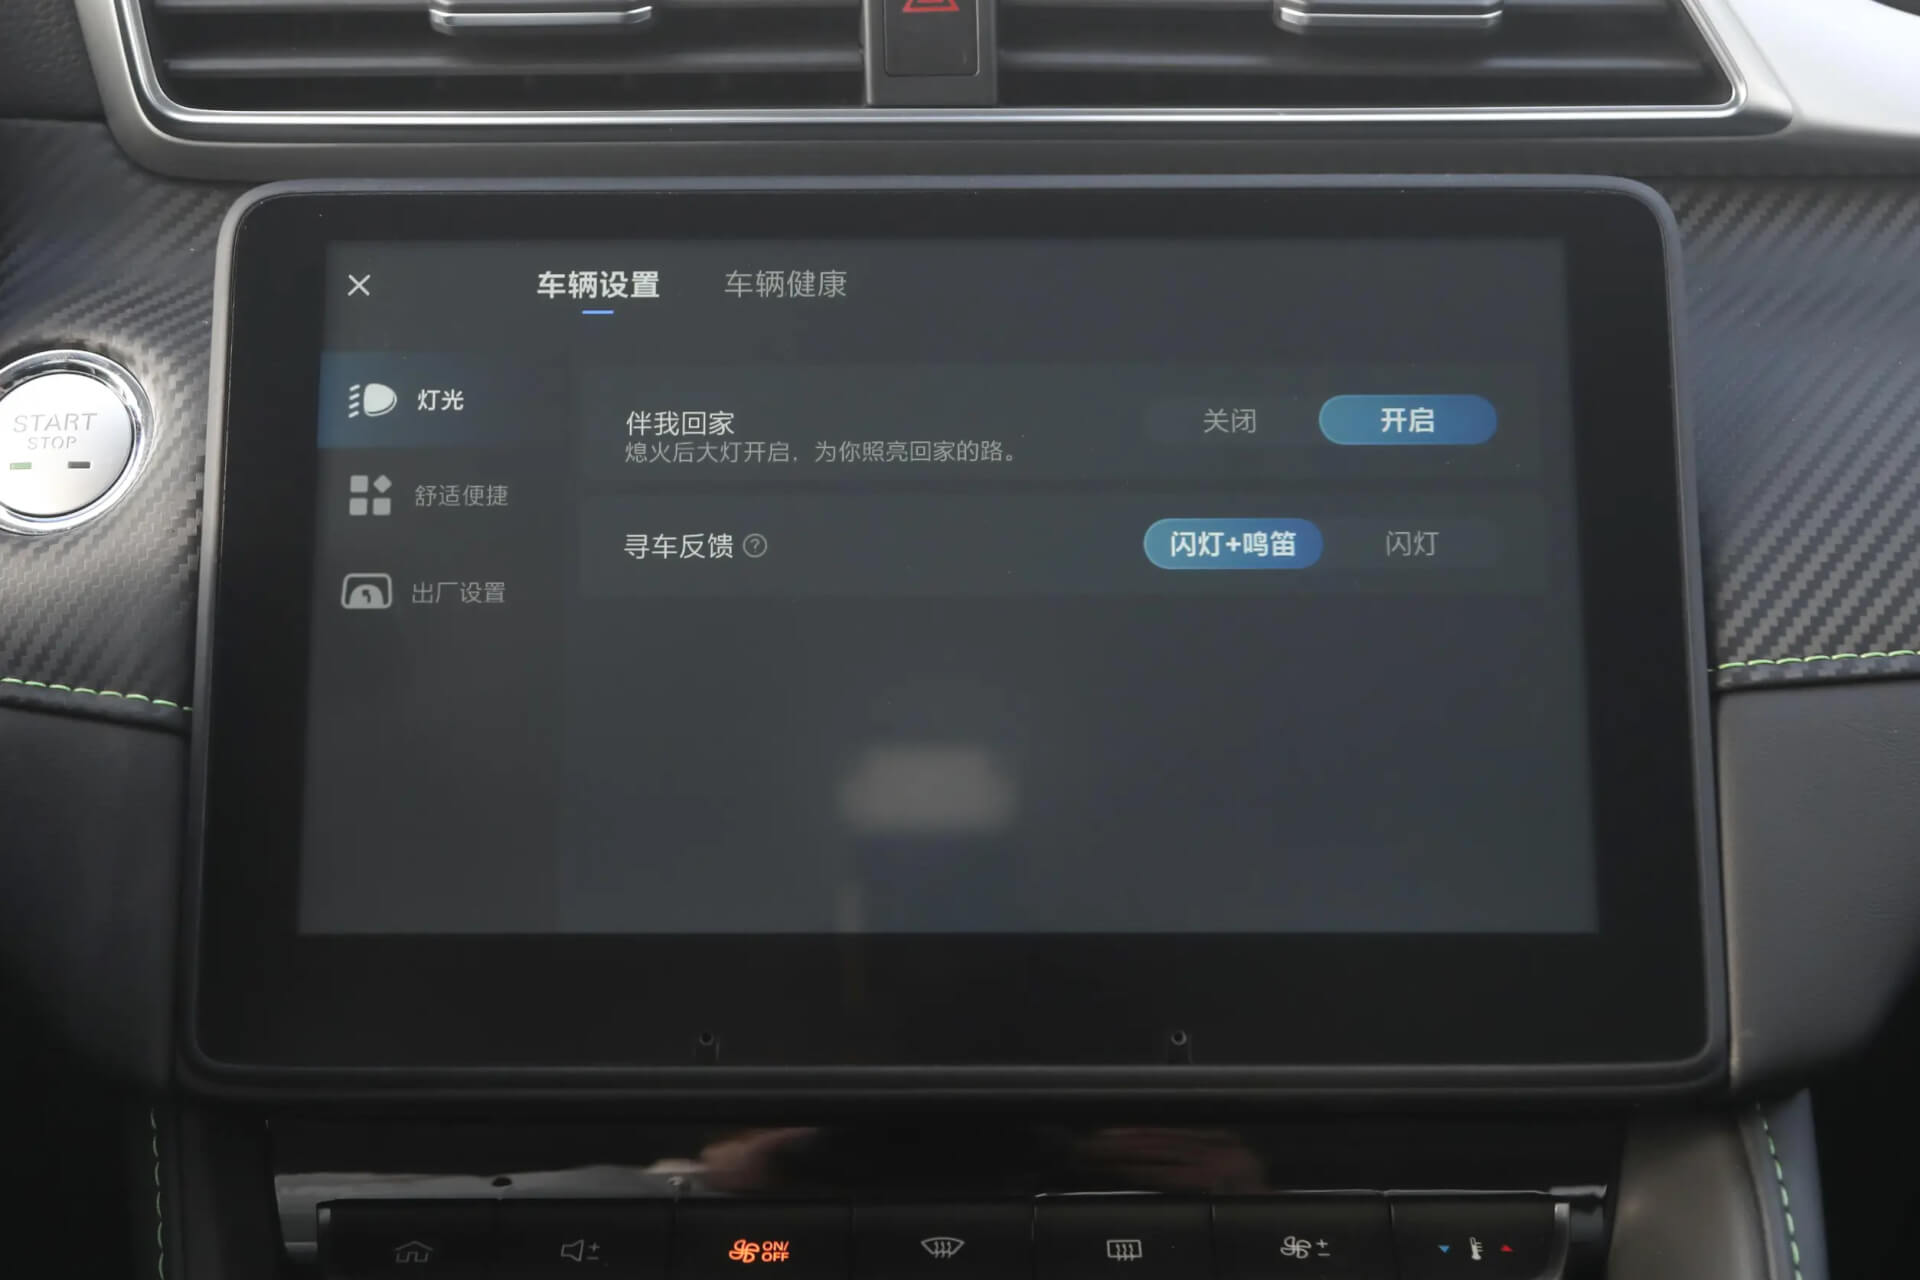 车辆设置 车辆健康
灯光
伴我回家 关闭 开启
熄火后大灯开启，为你照亮回家的路。
START
STOP
舒适便捷
寻车反馈 ? 闪灯+鸣笛 闪灯
出厂设置
ON/
OFF